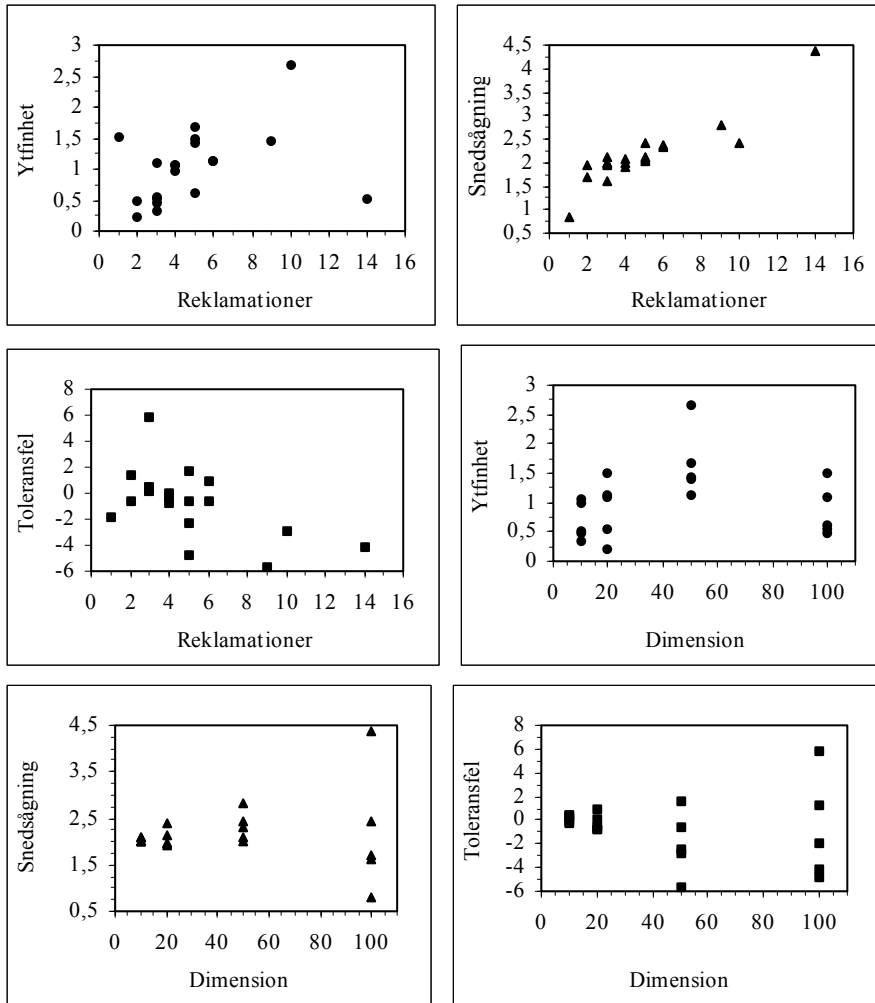 3
2,5
2
1,5
1
0,5
0
Ytfinhet
0 2 4 6 8 10 12 14 16
Reklamationer
4,5
4
3,5
3
2,5
2
1,5
1
0,5
Snedsågning
0 2 4 6 8 10 12 14 16
Reklamationer
8
6
4
2
0
-2
-4
-6
Toleransfel
0 2 4 6 8 10 12 14 16
Reklamationer
3
2,5
2
1,5
1
0,5
0
Ytfinhet
0 20 40 60 80 100
Dimension
4,5
3,5
2,5
1,5
0,5
Snedsågning
0 20 40 60 80 100
Dimension
8
6
4
2
0
-2
-4
-6
Toleransfel
0 20 40 60 80 100
Dimension